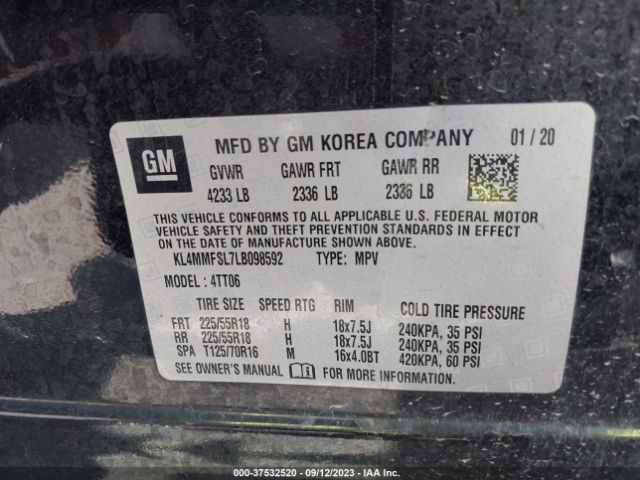 GM
MFD BY GM KOREA COMPANY 01/20
GVWR GAWR FRT GAWR RR
4233 LB 2336 LB 2336 LB
THIS VEHICLE CONFORMS TO ALL APPLICABLE U.S. FEDERAL MOTOR
VEHICLE SAFETY AND THEFT PREVENTION STANDARDS IN EFFECT
ON THE DATE OF MANUFACTURE SHOWN ABOVE.
KL4MMFSL7LB098592 TYPE: MPV
MODEL: 4TT06
TIRE SIZE SPEED RTG RIM COLD TIRE PRESSURE
FRT 225/55R18 H 18x7.5J 240KPA, 35 PSI
RR 225/55R18 H 18x7.5J 240KPA, 35 PSI
SPA T125/70R16 M 16x4.0BT 420KPA, 60 PSI
SEE OWNER'S MANUAL FOR MORE INFORMATION
000-37532520 - 09/12/2023 - IAA Inc.